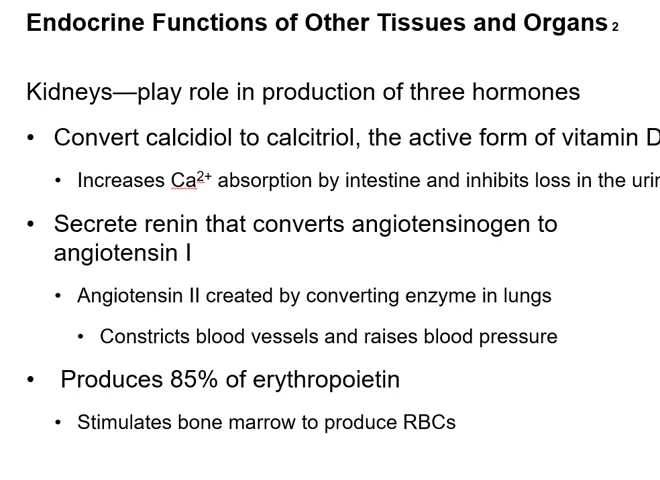 Endocrine Functions of Other Tissues and Organs 2
Kidneys—play role in production of three hormones
• Convert calcidiol to calcitriol, the active form of vitamin D
• Increases Ca²⁺ absorption by intestine and inhibits loss in the
• Secrete renin that converts angiotensinogen to
angiotensin I
• Angiotensin II created by converting enzyme in lungs
• Constricts blood vessels and raises blood pressure
• Produces 85% of erythropoietin
• Stimulates bone marrow to produce RBCs